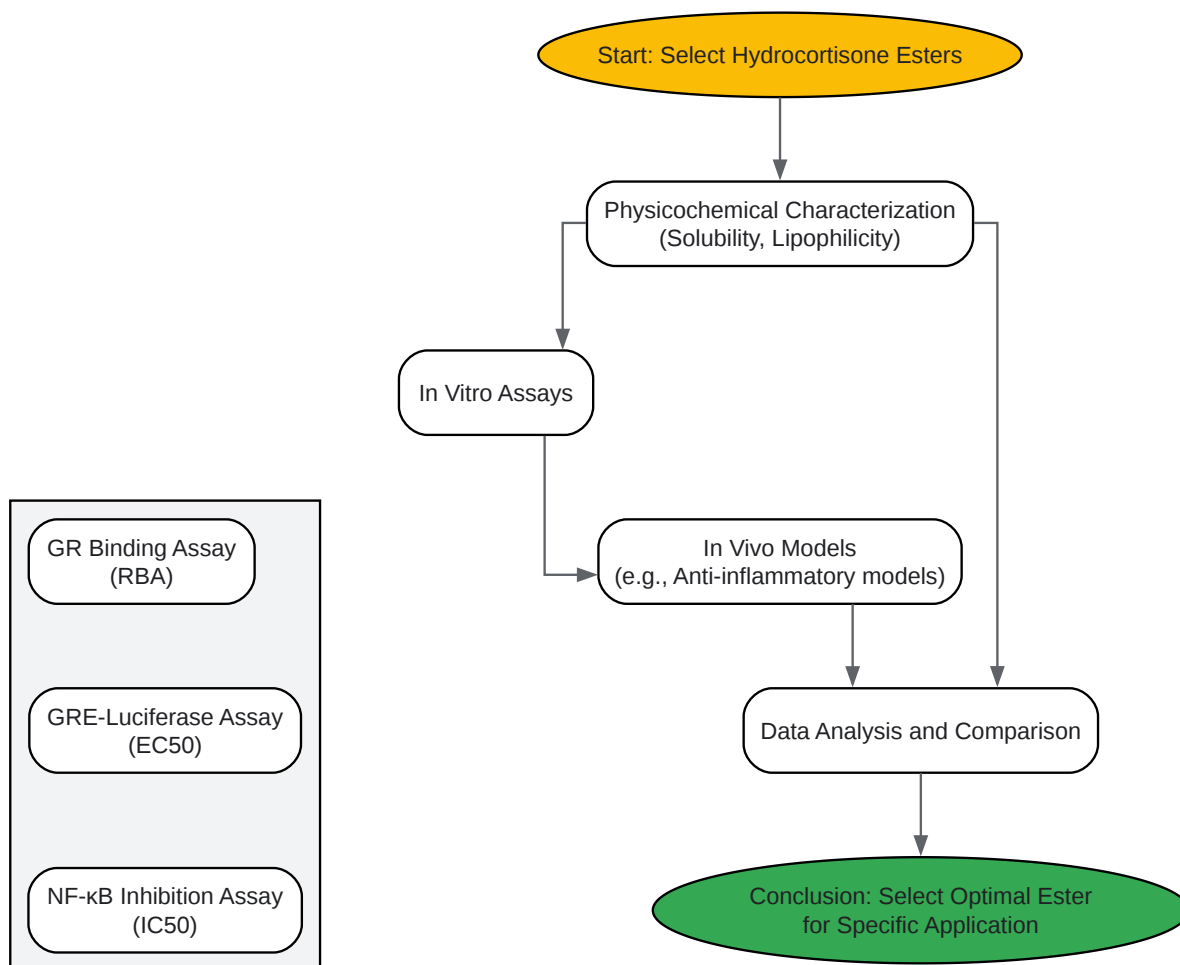 Start: Select Hydrocortisone Esters
Physicochemical Characterization
(Solubility, Lipophilicity)
In Vitro Assays
GR Binding Assay
(RBA)
In Vivo Models
(e.g., Anti-inflammatory models)
GRE-Luciferase Assay
(EC50)
Data Analysis and Comparison
NF-κB Inhibition Assay
(IC50)
Conclusion: Select Optimal Ester
for Specific Application